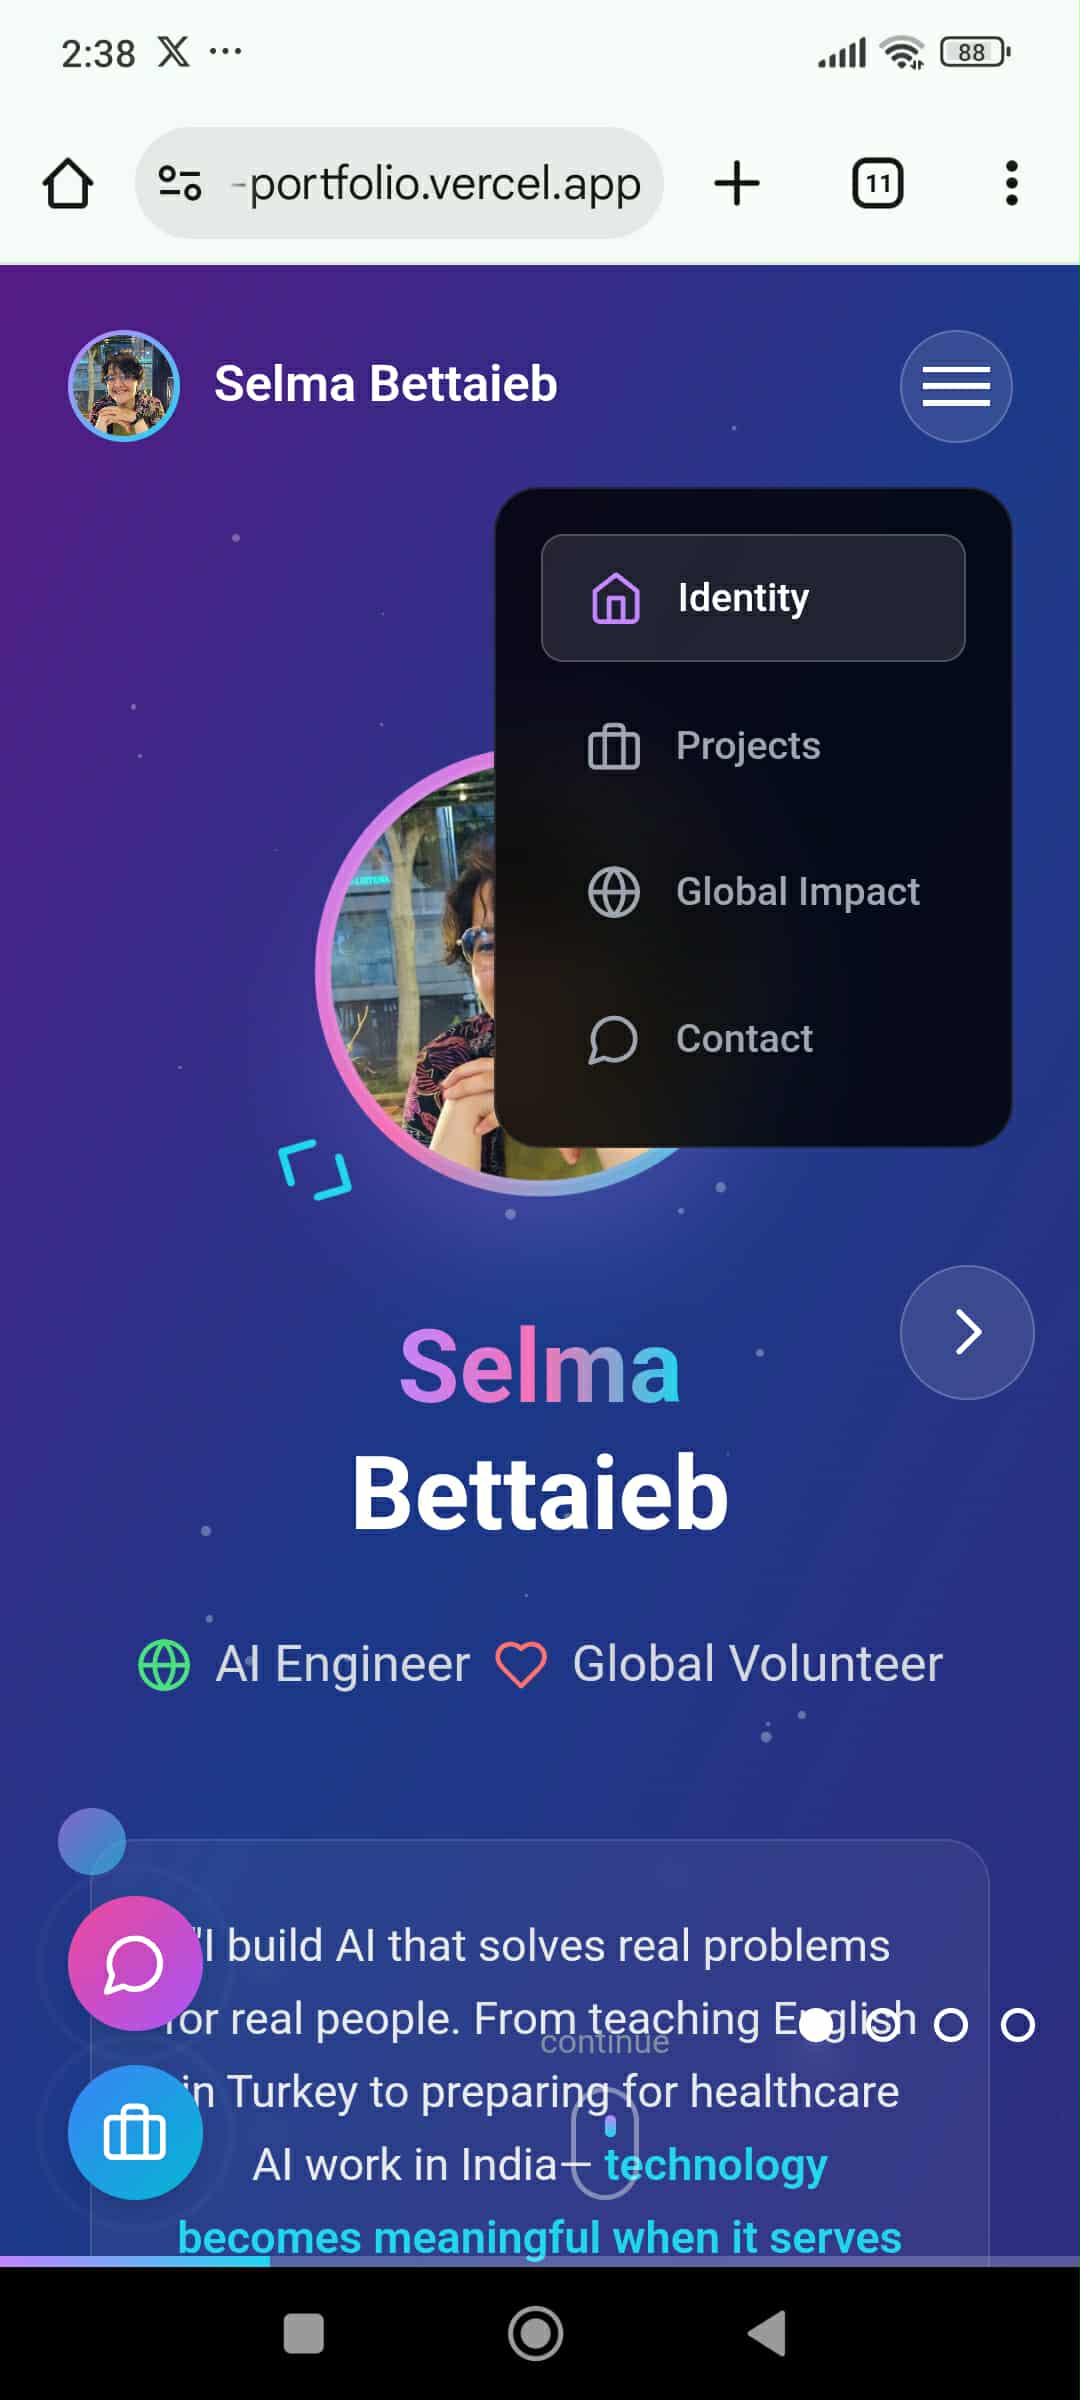 2:38 X ...
88
-portfolio.vercel.app
11
Selma Bettaieb
Identity
Projects
Global Impact
Contact
Selma
Bettaieb
AI Engineer Global Volunteer
"I build AI that solves real problems
for real people. From teaching English
continue
in Turkey to preparing for healthcare
AI work in India— technology
becomes meaningful when it serves